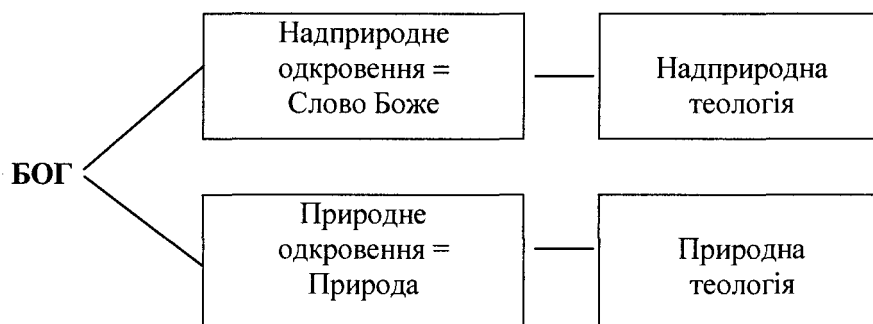 Надприродне
одкровення =
Слово Боже
Надприродна
теологія
БОГ
Природне
одкровення =
Природа
Природна
теологія